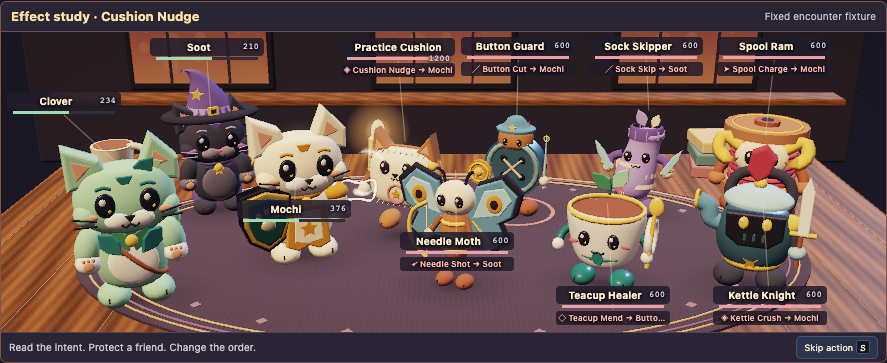 Effect study · Cushion Nudge
Fixed encounter fixture
Soot 210
Practice Cushion 1200
◈ Cushion Nudge → Mochi
Button Guard 600
⟋ Button Cut → Mochi
Sock Skipper 600
⟋ Sock Skip → Soot
Spool Ram 600
➤ Spool Charge → Mochi
Clover 234
Mochi 376
Needle Moth 600
➶ Needle Shot → Soot
Teacup Healer 600
◇ Teacup Mend → Butto...
Kettle Knight 600
◈ Kettle Crush → Mochi
Read the intent. Protect a friend. Change the order.
Skip action S